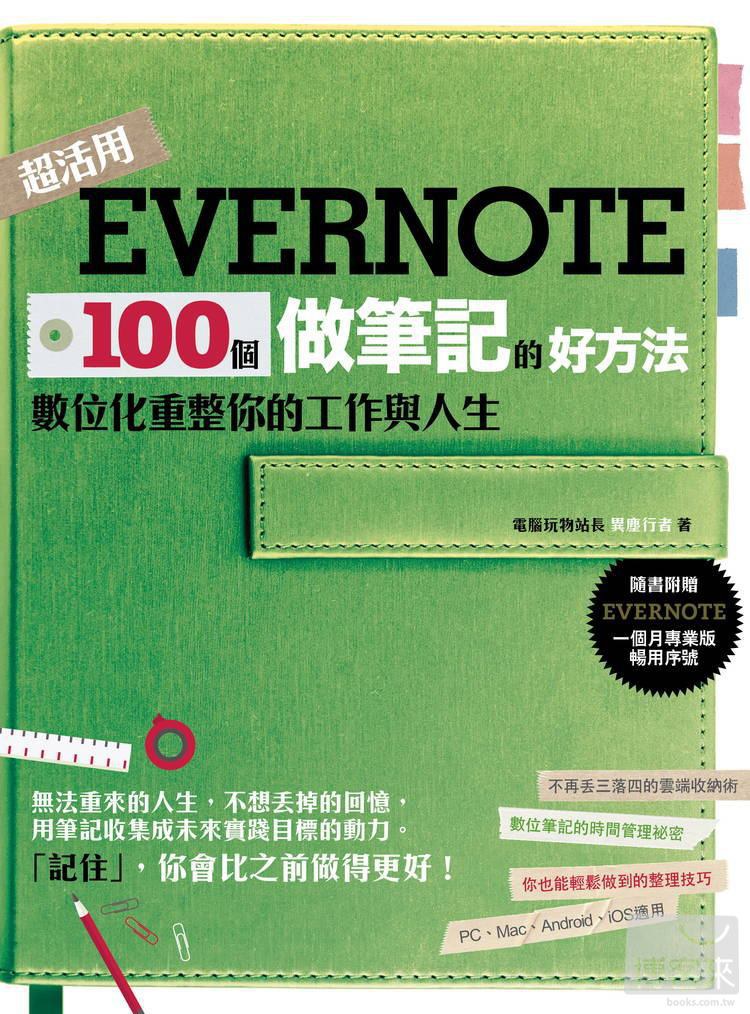 超活用
EVERNOTE
100個做筆記的好方法
數位化重整你的工作與人生
電腦玩物站長 異塵行者 著
隨書附贈
EVERNOTE
一個月專業版
暢用序號
無法重來的人生，不想丟掉的回憶，
用筆記收集成未來實踐目標的動力。
「記住」，你會比之前做得更好！
不再丟三落四的雲端收納術
數位筆記的時間管理祕密
你也能輕鬆做到的整理技巧
PC、Mac、Android、iOS適用
博客來
books.com.tw